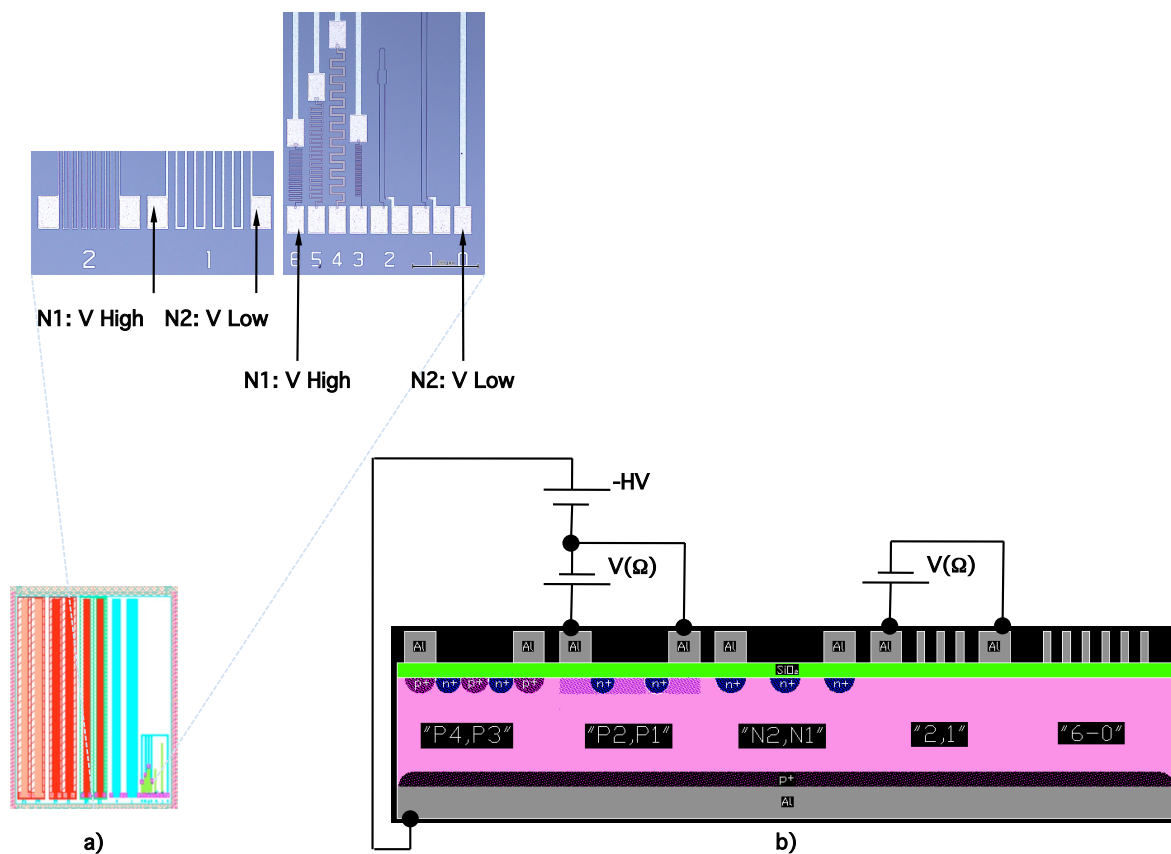 2 1
6 5 4 3 2 1 0
N1: V High N2: V Low
N1: V High N2: V Low
-HV
V(Ω) V(Ω)
Al Al Al Al Al Al Al Al
SiO₂
p+ n+ p+ n+ p+ n+ n+ n+ n+ n+
"P4,P3" "P2,P1" "N2,N1" "2,1" "6-0"
p+
Al
a) b)